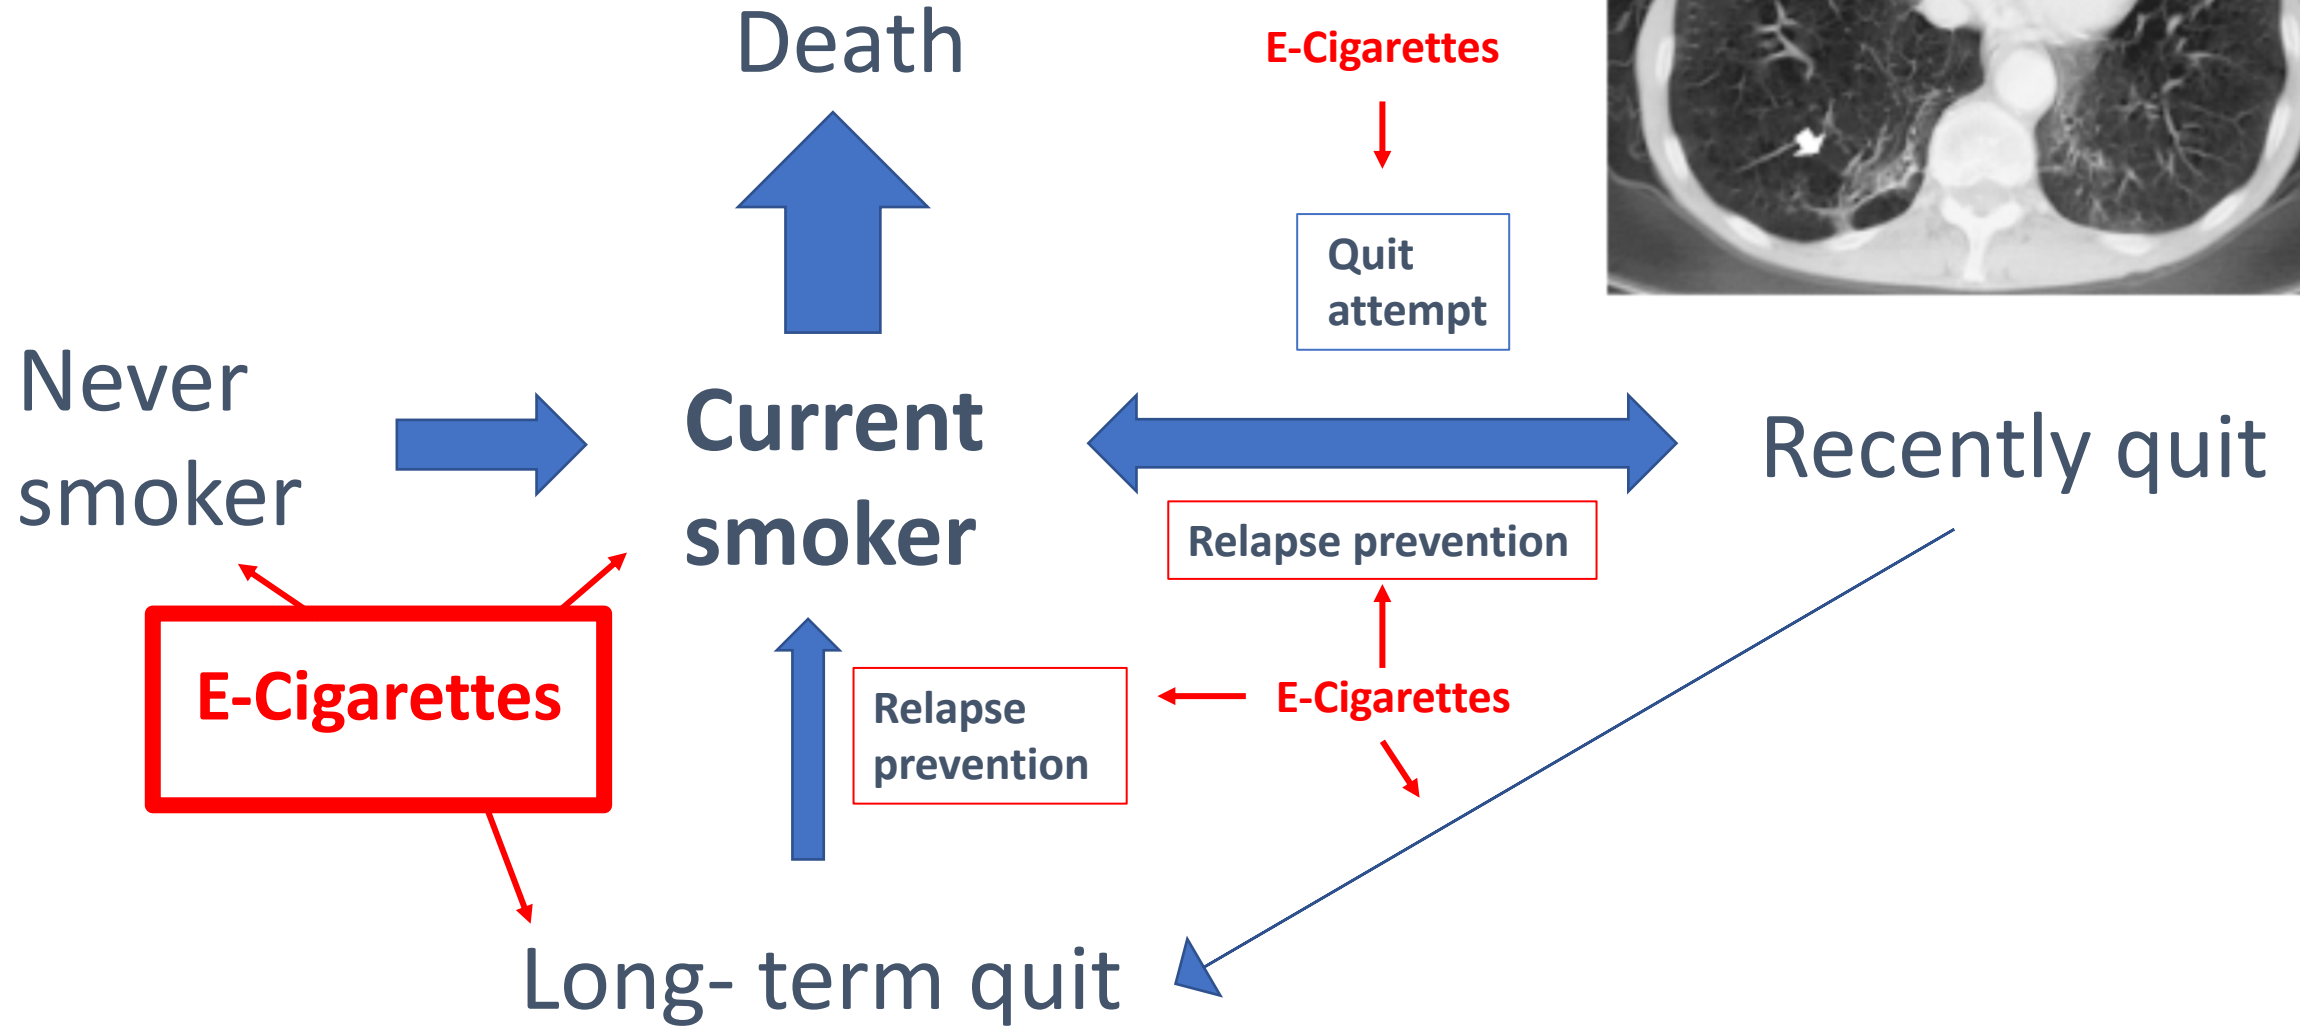 Death
E-Cigarettes
Quit
attempt
Never
smoker
Current
smoker
Recently quit
Relapse prevention
E-Cigarettes
Relapse
prevention
E-Cigarettes
Long- term quit